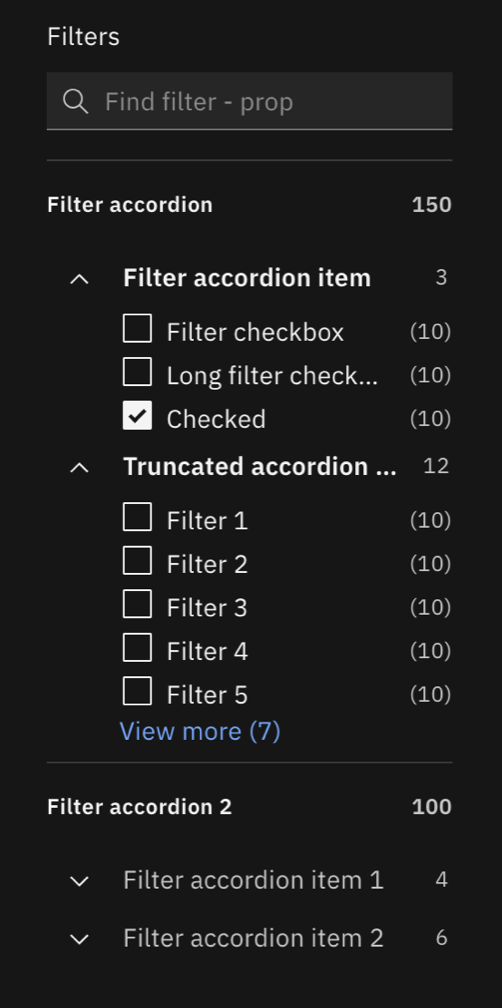 Filters
Find filter - prop
Filter accordion 150
Filter accordion item 3
Filter checkbox (10)
Long filter check... (10)
Checked (10)
Truncated accordion ... 12
Filter 1 (10)
Filter 2 (10)
Filter 3 (10)
Filter 4 (10)
Filter 5 (10)
View more (7)
Filter accordion 2 100
Filter accordion item 1 4
Filter accordion item 2 6